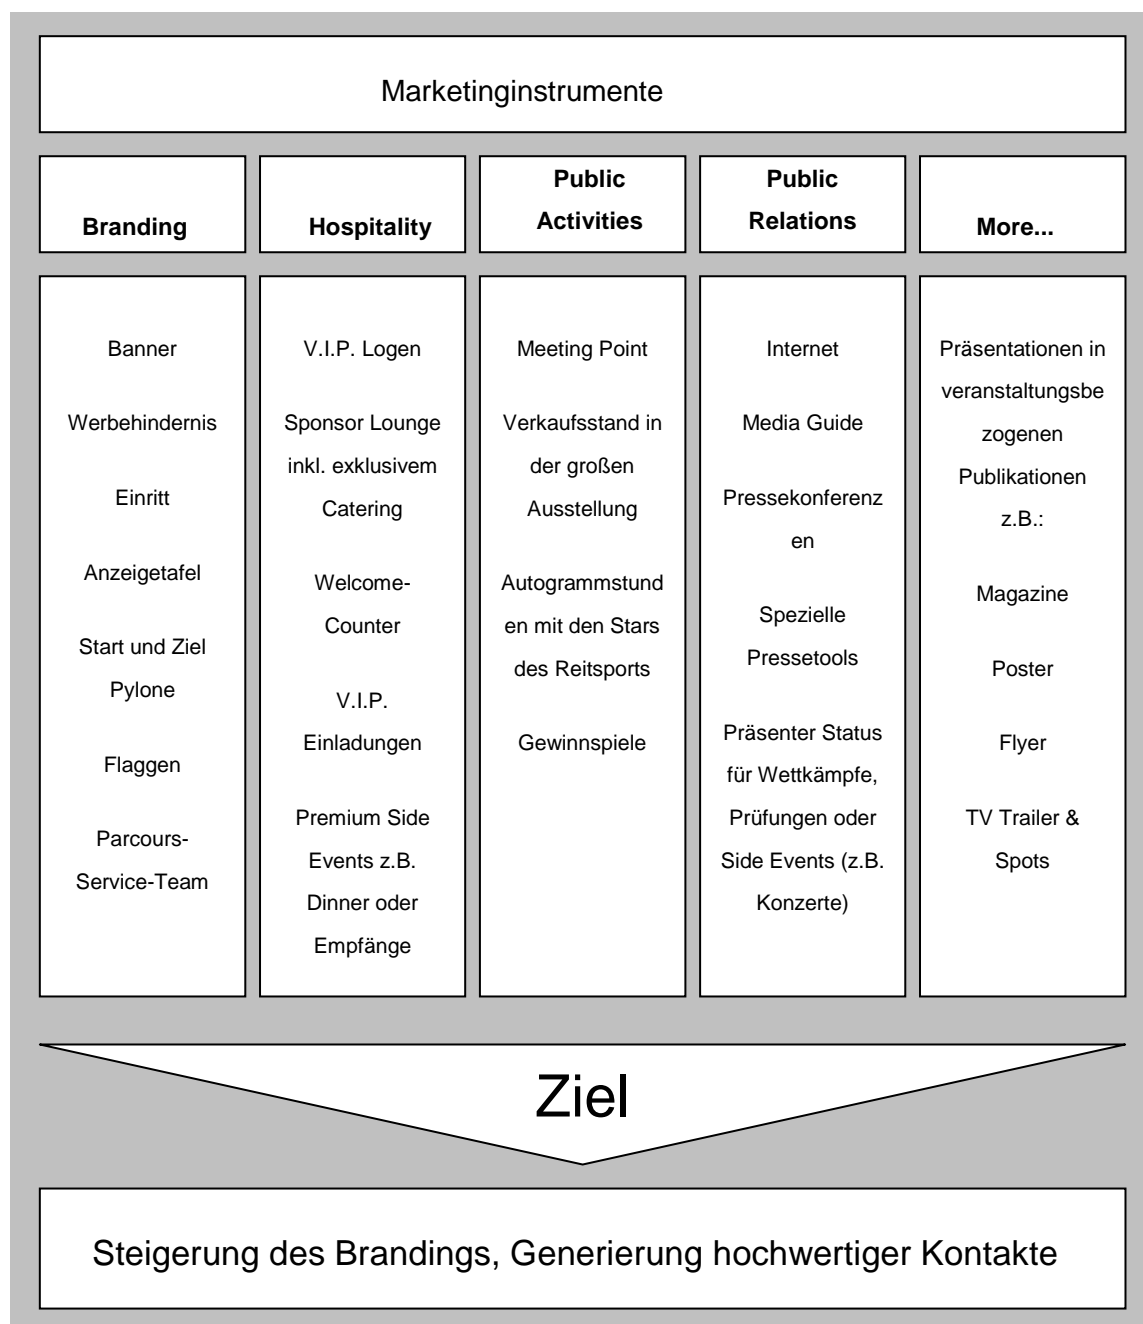 Marketinginstrumente
Branding
Hospitality
Public
Activities
Public
Relations
More...
Banner
Werbehindernis
Einritt
Anzeigetafel
Start und Ziel
Pylone
Flaggen
Parcours-
Service-Team
V.I.P. Logen
Sponsor Lounge
inkl. exklusivem
Catering
Welcome-
Counter
V.I.P.
Einladungen
Premium Side
Events z.B.
Dinner oder
Empfänge
Meeting Point
Verkaufsstand in
der großen
Ausstellung
Autogrammstund
en mit den Stars
des Reitsports
Gewinnspiele
Internet
Media Guide
Pressekonferenz
en
Spezielle
Pressetools
Präsenter Status
für Wettkämpfe,
Prüfungen oder
Side Events (z.B.
Konzerte)
Präsentationen in
veranstaltungsbe
zogenen
Publikationen
z.B.:
Magazine
Poster
Flyer
TV Trailer &
Spots
Ziel
Steigerung des Brandings, Generierung hochwertiger Kontakte